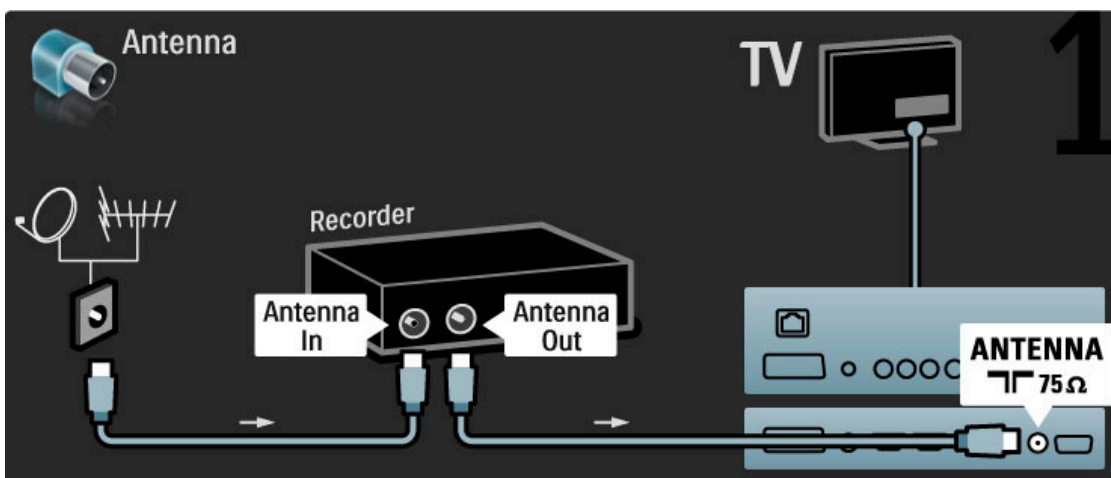 Antenna
TV
1
Recorder
Antenna
In
Antenna
Out
ANTENNA
75Ω